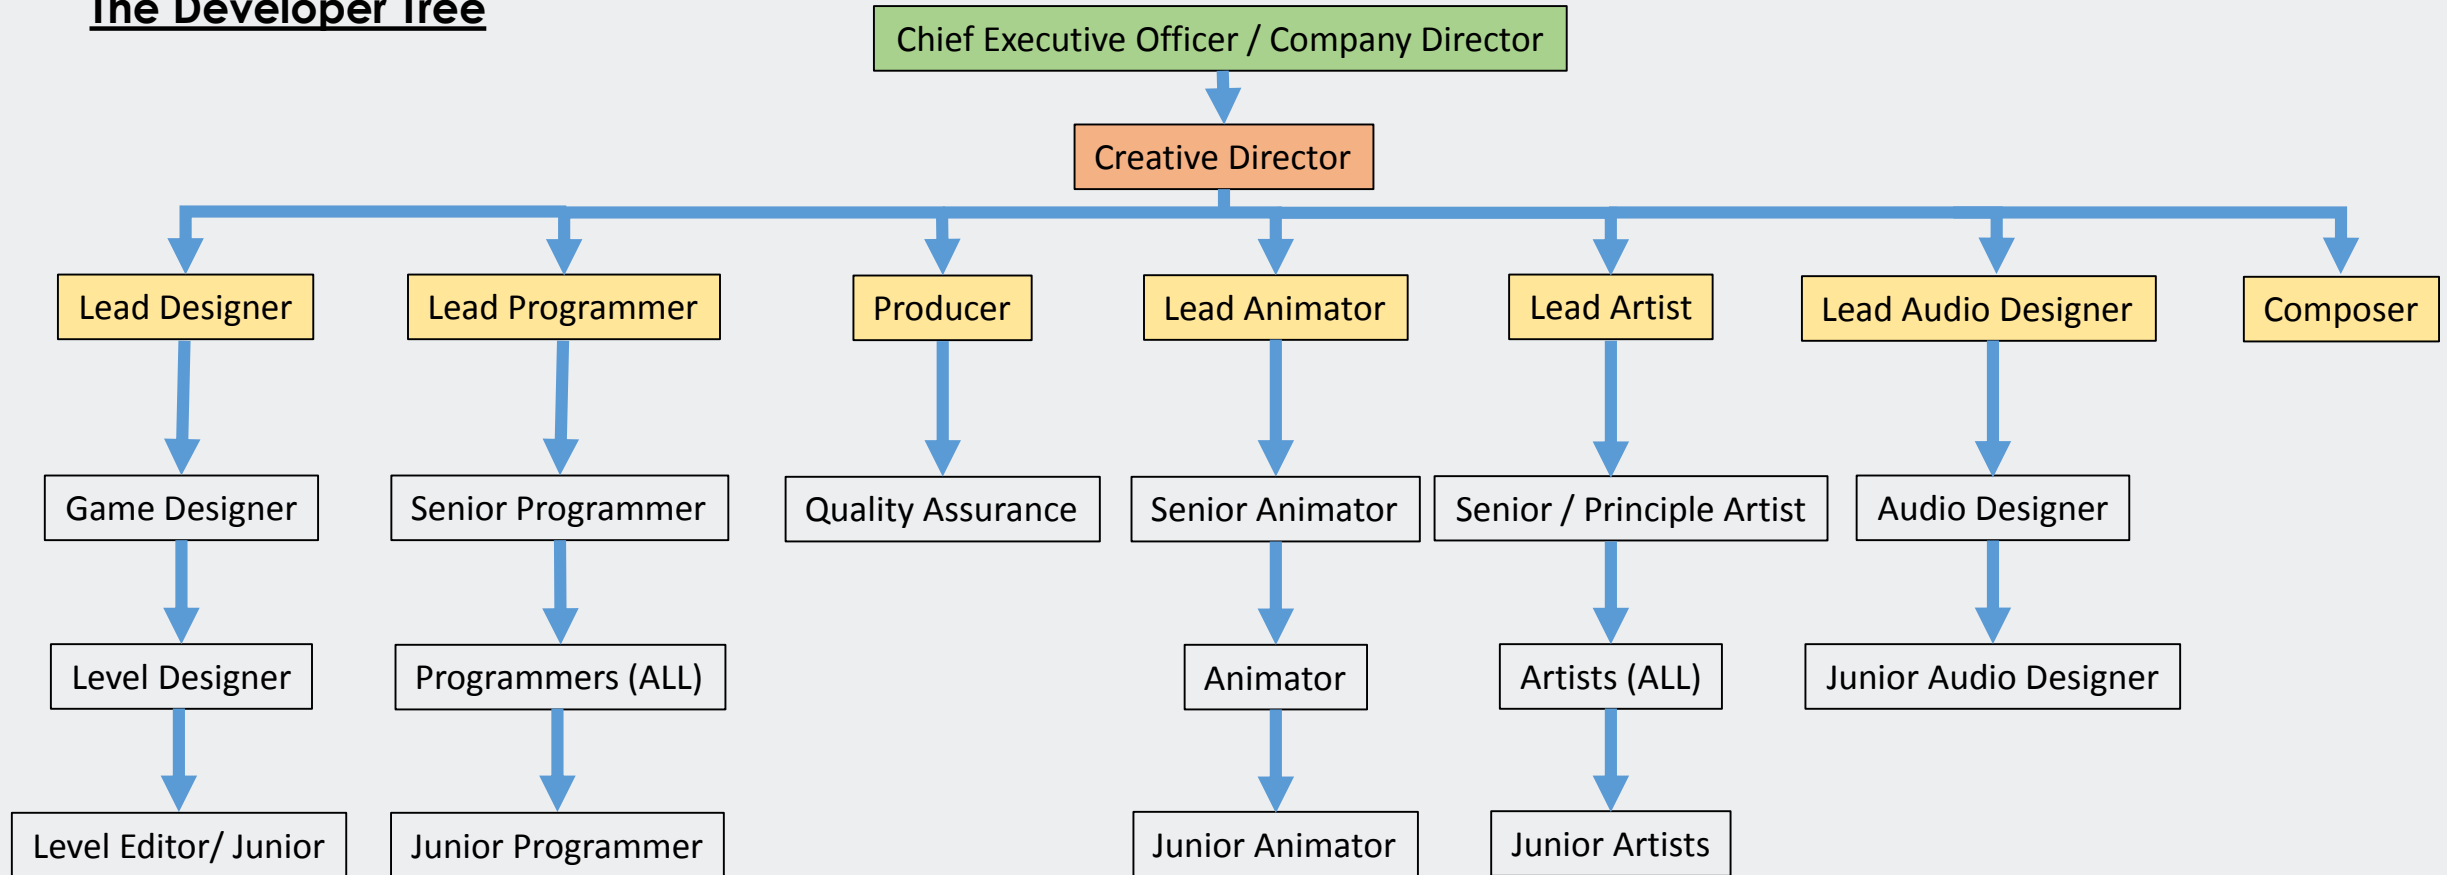 The Developer Tree
Chief Executive Officer / Company Director
Creative Director
Lead Designer
Lead Programmer
Producer
Lead Animator
Lead Artist
Lead Audio Designer
Composer
Game Designer
Senior Programmer
Quality Assurance
Senior Animator
Senior / Principle Artist
Audio Designer
Level Designer
Programmers (ALL)
Animator
Artists (ALL)
Junior Audio Designer
Level Editor/ Junior
Junior Programmer
Junior Animator
Junior Artists